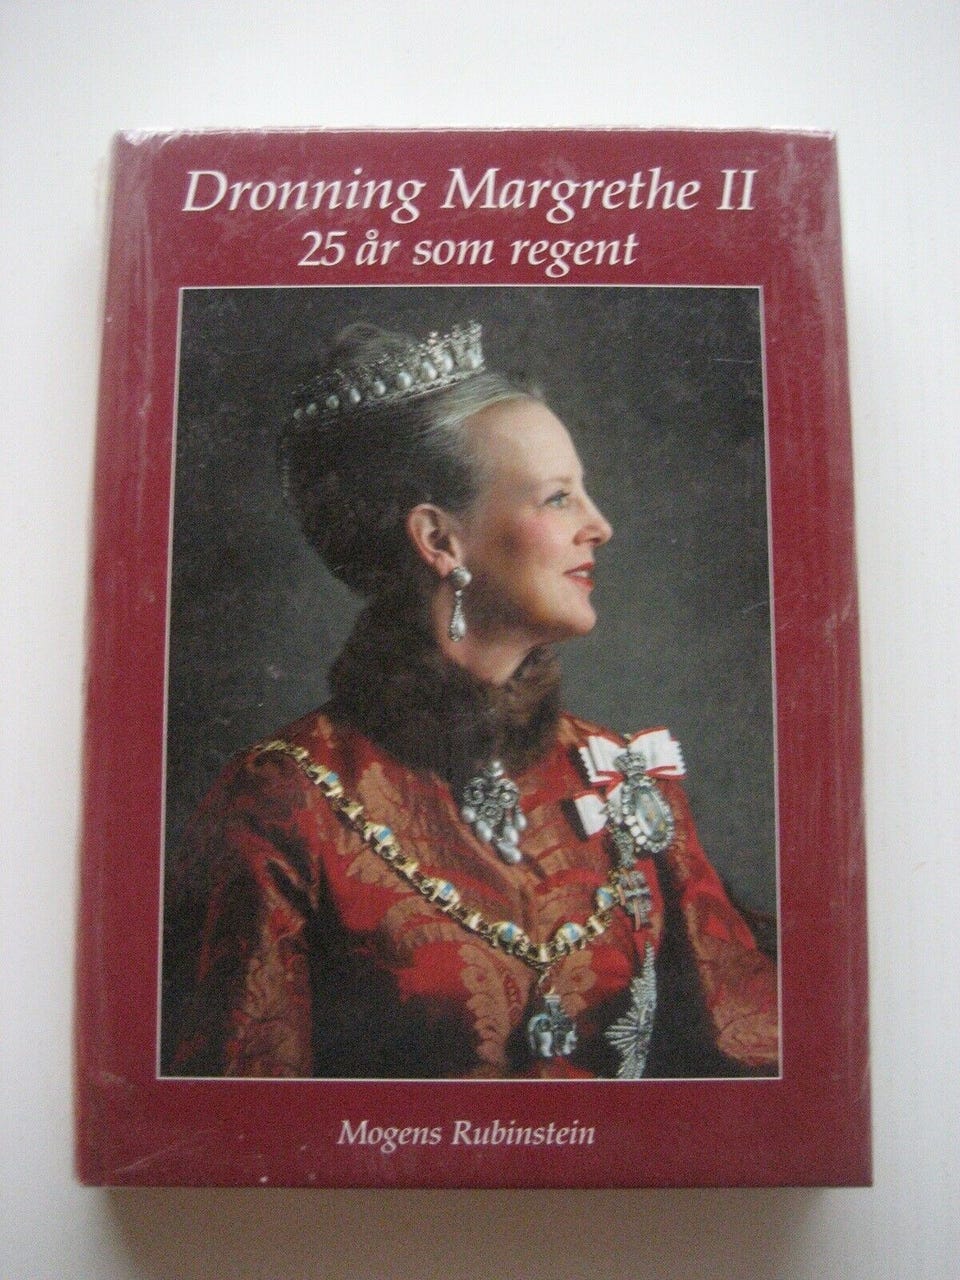 Dronning Margrethe II
25 år som regent
Mogens Rubinstein